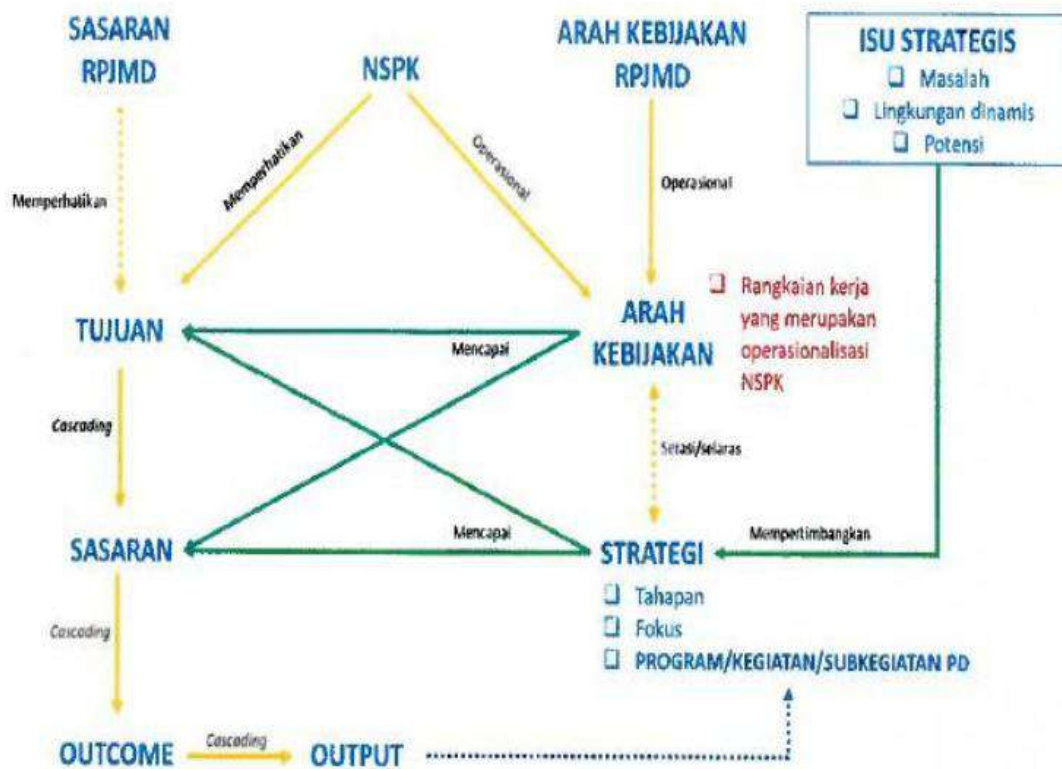 SASARAN
RPJMD
NSPK
ARAH KEBIJAKAN
RPJMD
ISU STRATEGIS
Masalah
Lingkungan dinamis
Potensi
Memperhatikan
Memperhatikan
Operasional
Operasional
TUJUAN
Mencapai
ARAH
KEBIJAKAN
Rangkaian kerja
yang merupakan
operasionalisasi
NSPK
Cascading
Serasi/selaras
SASARAN
Mencapai
STRATEGI
Mempertimbangkan
Tahapan
Fokus
PROGRAM/KEGIATAN/SUBKEGIATAN PD
Cascading
OUTCOME
Cascading
OUTPUT